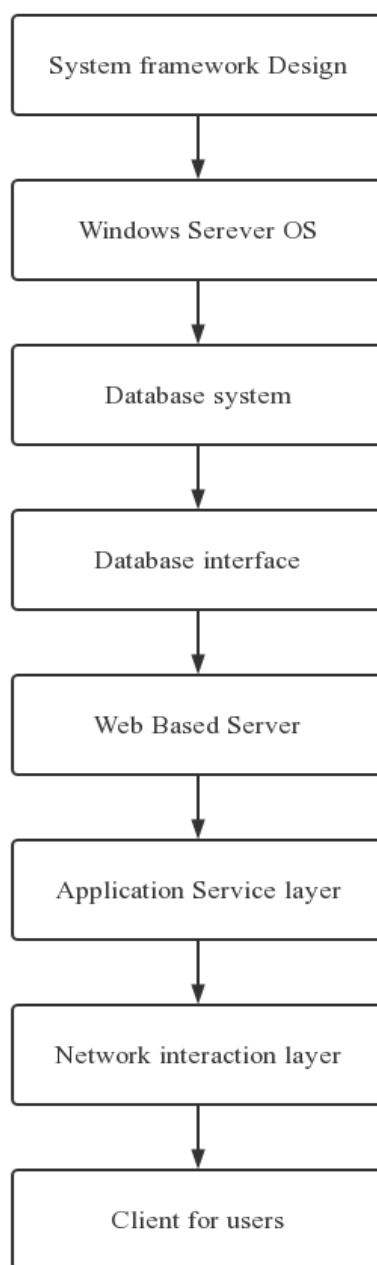 System framework Design
Windows Serever OS
Database system
Database interface
Web Based Server
Application Service layer
Network interaction layer
Client for users